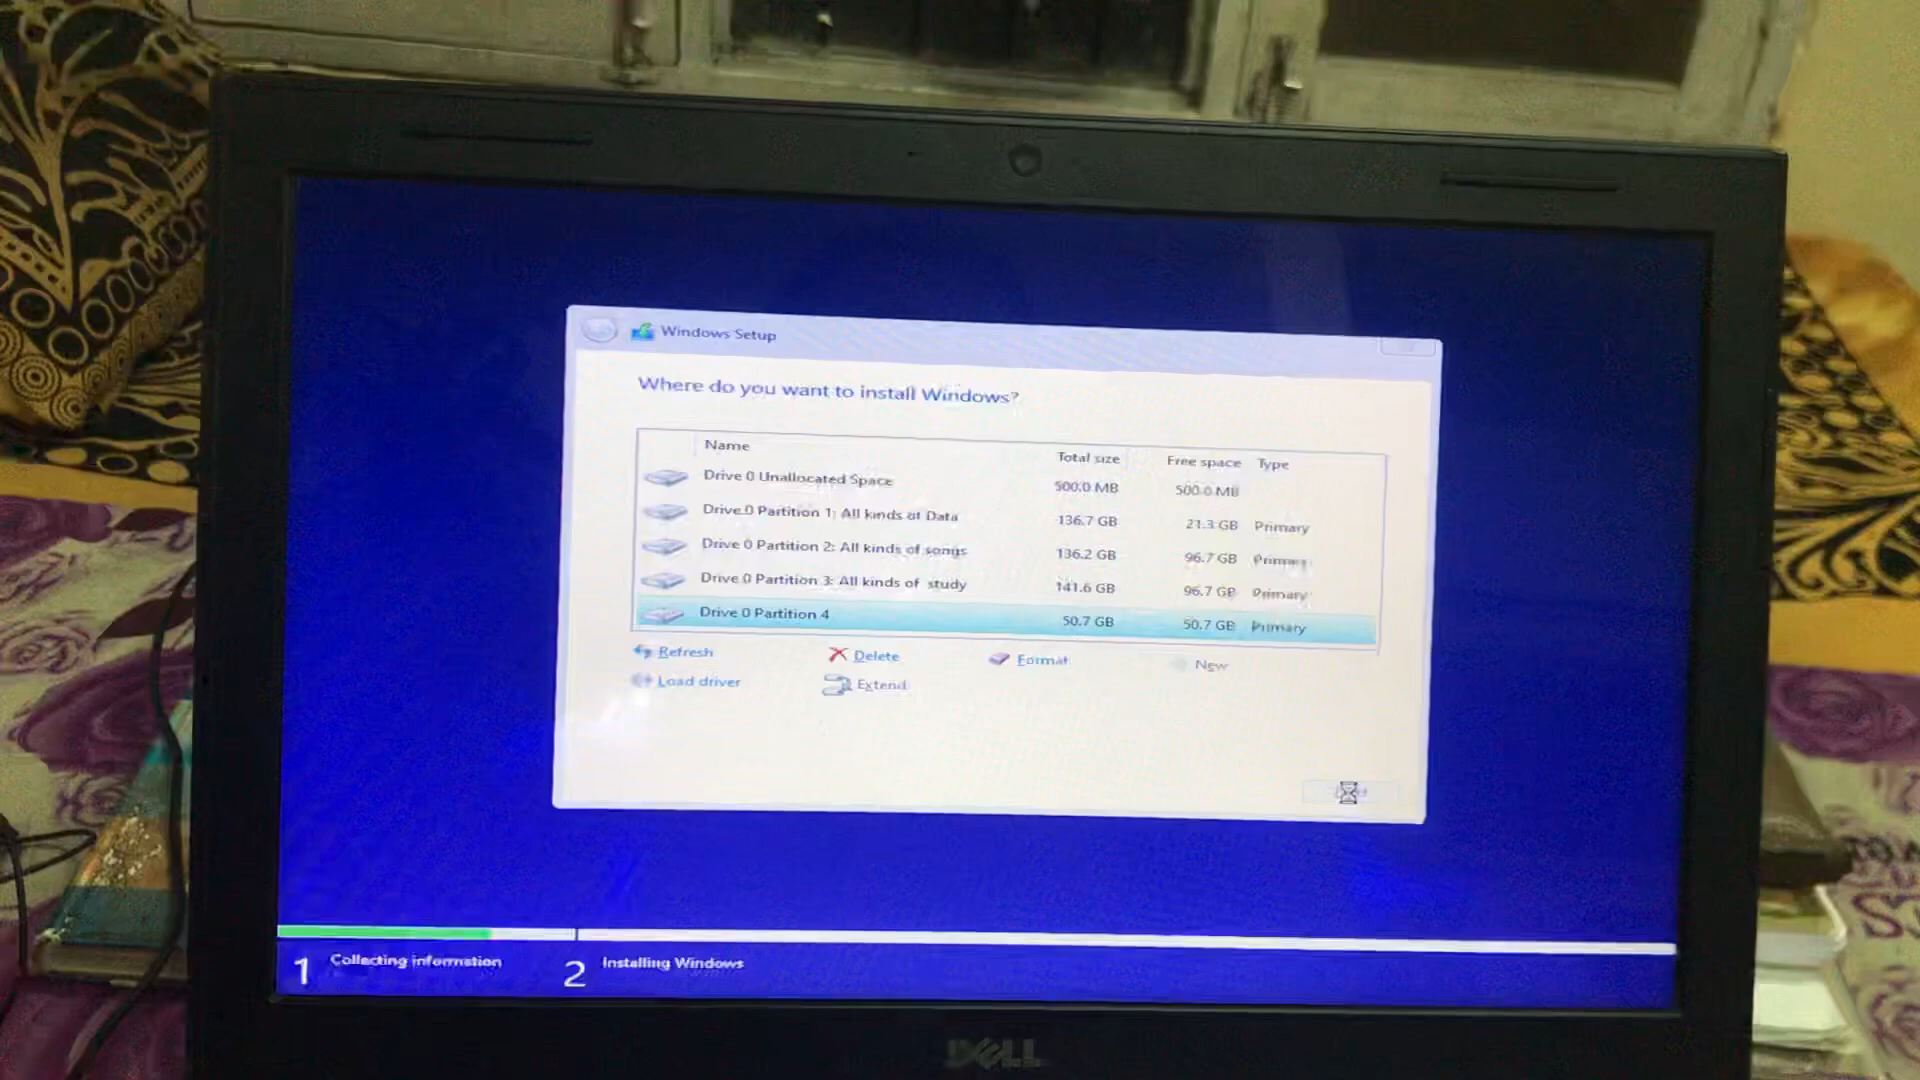 Windows Setup
Where do you want to install Windows?
Name Total size Free space Type
Drive 0 Unallocated Space 500.0 MB 500.0 MB
Drive 0 Partition 1: All kinds of Data 136.7 GB 21.3 GB Primary
Drive 0 Partition 2: All kinds of songs 136.2 GB 96.7 GB Primary
Drive 0 Partition 3: All kinds of study 141.6 GB 96.7 GB Primary
Drive 0 Partition 4 50.7 GB 50.7 GB Primary
Refresh Delete Format New
Load driver Extend
1 Collecting information 2 Installing Windows
DELL